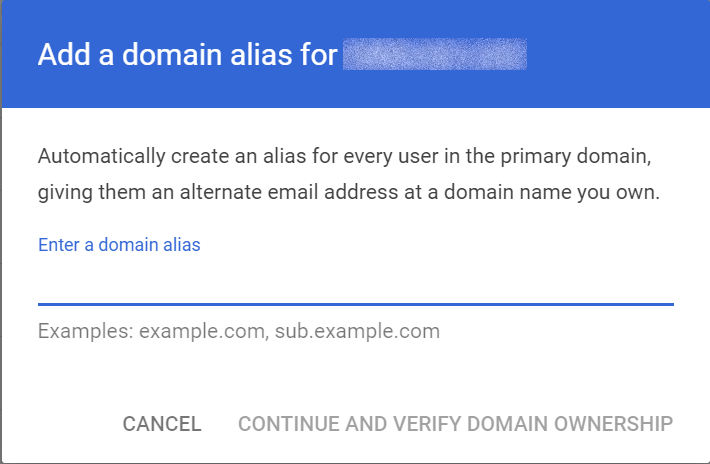 Add a domain alias for
Automatically create an alias for every user in the primary domain,
giving them an alternate email address at a domain name you own.
Enter a domain alias
Examples: example.com, sub.example.com
CANCEL CONTINUE AND VERIFY DOMAIN OWNERSHIP